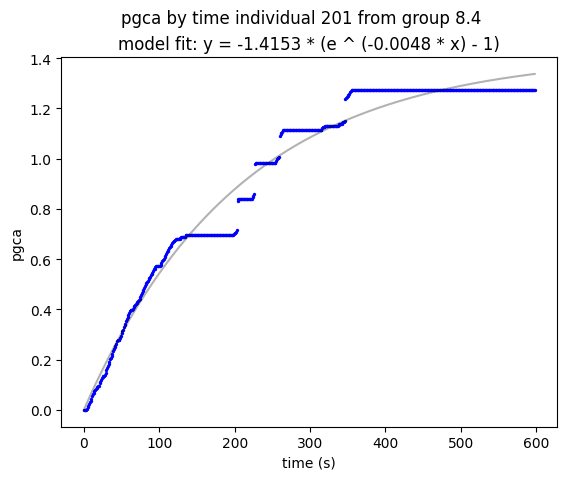 pgca by time individual 201 from group 8.4
model fit: y = -1.4153 * (e ^ (-0.0048 * x) - 1)
1.4
1.2
1.0
0.8
0.6
0.4
0.2
0.0
pgca
0 100 200 300 400 500 600
time (s)